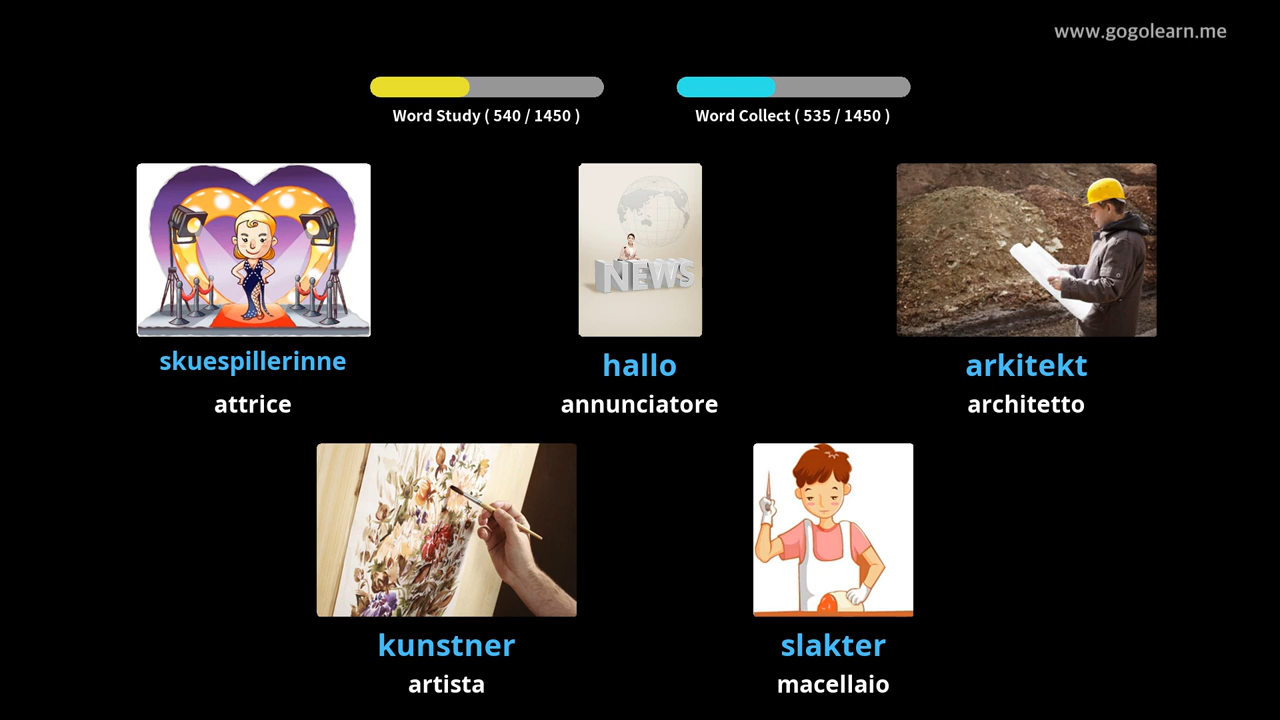 www.gogolearn.me
Word Study ( 540 / 1450 )
Word Collect ( 535 / 1450 )
skuespillerinne
attrice
NEWS
hallo
annunciatore
arkitekt
architetto
kunstner
artista
slakter
macellaio